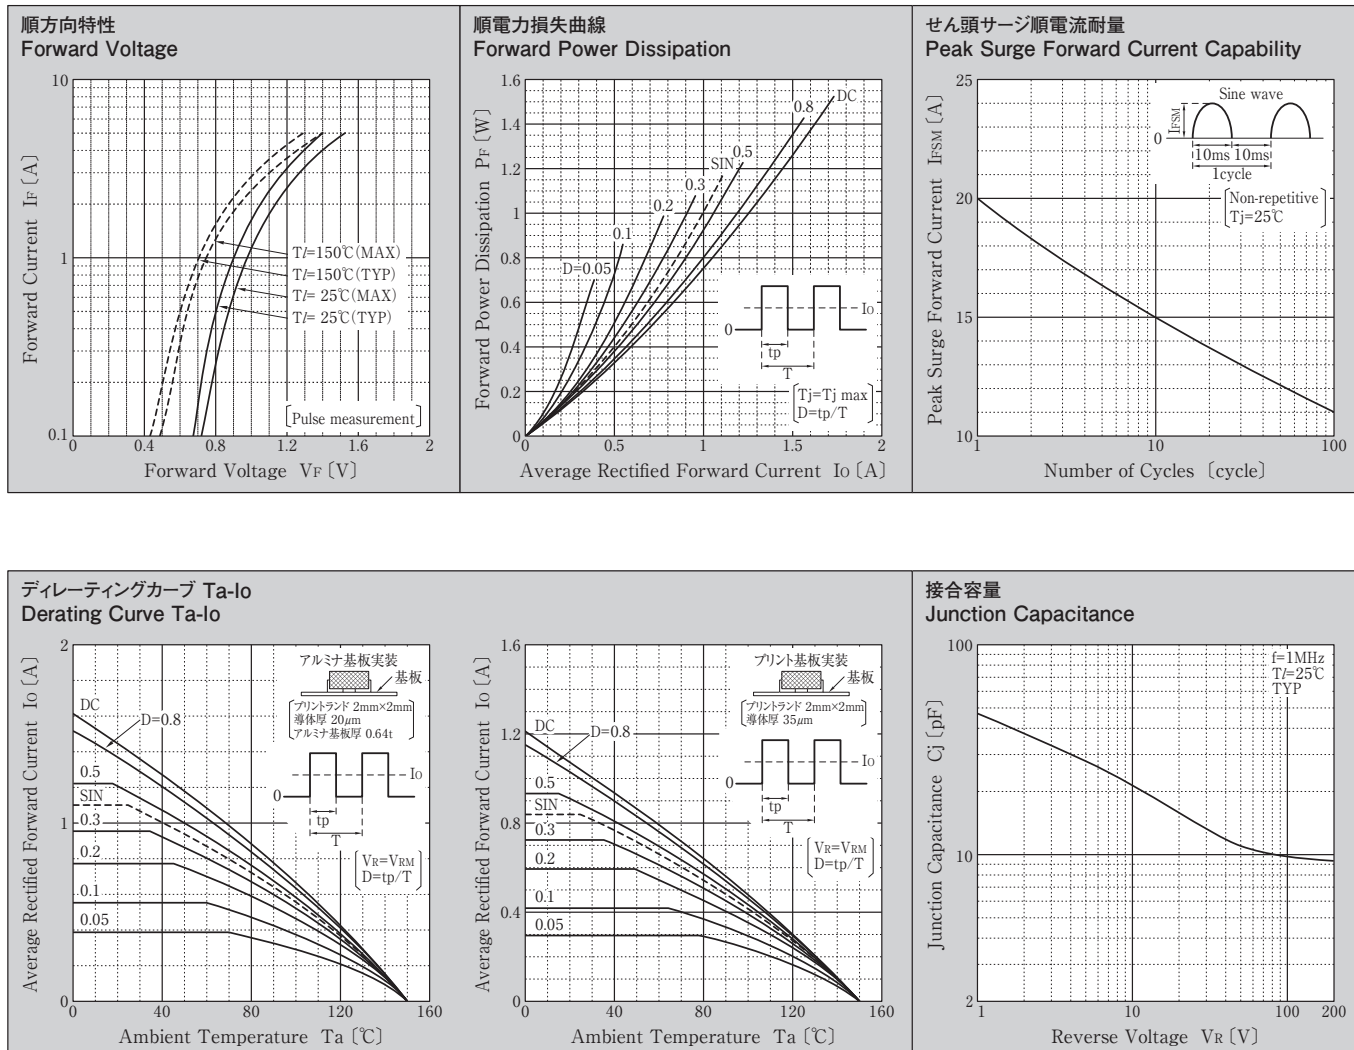 順方向特性
Forward Voltage
10
1
0.1
0
0.4
0.8
1.2
1.6
2
Forward Current IF〔A〕
Forward Voltage VF〔V〕
Tl=150℃(MAX)
Tl=150℃(TYP)
Tl= 25℃(MAX)
Tl= 25℃(TYP)
Pulse measurement
順電力損失曲線
Forward Power Dissipation
1.6
1.4
1.2
1
0.8
0.6
0.4
0.2
0
0
0.5
1
1.5
2
Forward Power Dissipation PF〔W〕
Average Rectified Forward Current Io〔A〕
DC
0.8
0.5
SIN
0.3
0.2
0.1
D=0.05
0
Io
tp
T
Tj=Tj max
D=tp/T
せん頭サージ順電流耐量
Peak Surge Forward Current Capability
25
20
15
10
1
10
100
Peak Surge Forward Current IFSM〔A〕
Number of Cycles 〔cycle〕
Sine wave
IFSM
0
10ms 10ms
1cycle
Non-repetitive
Tj=25℃
ディレーティングカーブ Ta-Io
Derating Curve Ta-Io
2
1
0
0
40
80
120
160
Average Rectified Forward Current Io〔A〕
Ambient Temperature Ta〔℃〕
DC
D=0.8
0.5
SIN
0.3
0.2
0.1
0.05
アルミナ基板実装
基板
プリントランド 2mm×2mm
導体厚 20μm
アルミナ基板厚 0.64t
0
Io
tp
T
VR=VRM
D=tp/T
1.6
1.2
0.8
0.4
0
0
40
80
120
160
Average Rectified Forward Current Io〔A〕
Ambient Temperature Ta〔℃〕
DC
D=0.8
0.5
SIN
0.3
0.2
0.1
0.05
プリント基板実装
基板
プリントランド 2mm×2mm
導体厚 35μm
0
Io
tp
T
VR=VRM
D=tp/T
接合容量
Junction Capacitance
100
10
2
1
10
100
200
Junction Capacitance Cj〔pF〕
Reverse Voltage VR〔V〕
f=1MHz
Tl=25℃
TYP